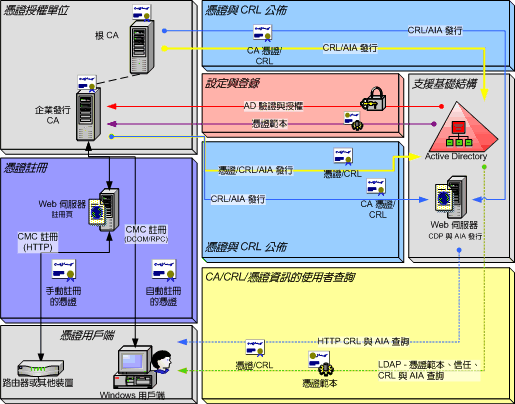 憑證授權單位
根 CA
企業發行
CA
憑證與 CRL 公佈
CRL/AIA 發行
CA 憑證/
CRL
CRL/AIA 發行
設定與登錄
AD 驗證與授權
憑證範本
支援基礎結構
Active Directory
Web 伺服器
CDP 與 AIA 發行
憑證/CRL/AIA 發行
憑證/CRL
CRL/AIA 發行
CA 憑證/
CRL
憑證與 CRL 公佈
憑證註冊
Web 伺服器
註冊頁
CMC 註冊
(HTTP)
CMC 註冊
(DCOM/RPC)
手動註冊
的憑證
自動註冊
的憑證
CA/CRL/憑證資訊的使用者查詢
HTTP CRL 與 AIA 查詢
憑證/CRL
LDAP - 憑證範本、信任、
CRL 與 AIA 查詢
憑證範本
憑證用戶端
路由器或其他裝置
Windows 用戶端